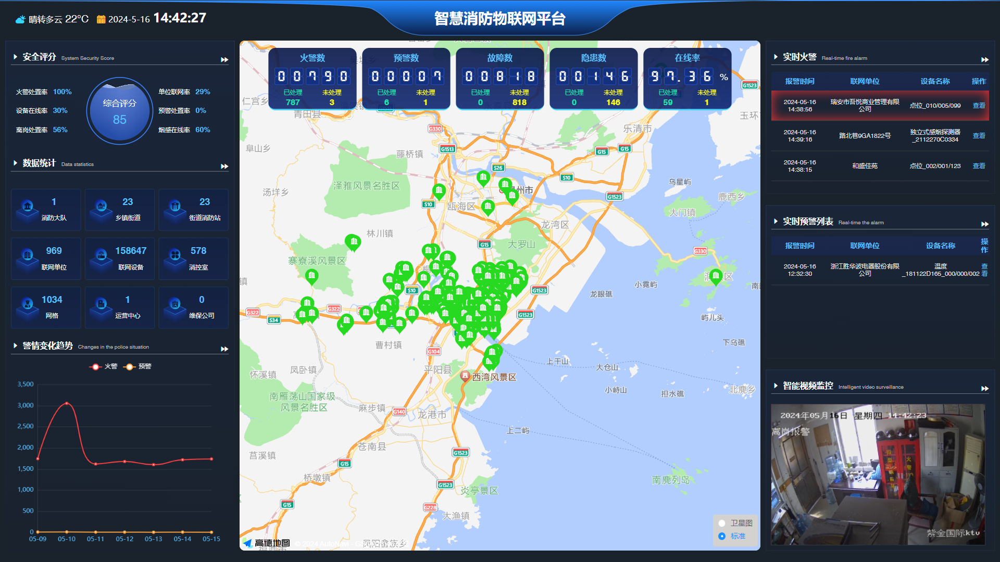 晴转多云 22°C 2024-5-16 14:42:27
智慧消防物联网平台
安全评分 System Security Score
火警处置率 100%
设备在线率 30%
离岗处置率 56%
综合评分
85
单位联网率 29%
预警处置率 0%
烟感在线率 60%
数据统计 Data statistics
1
消防大队
23
乡镇街道
23
街道消防站
969
联网单位
158647
联网设备
578
消控室
1034
网格
1
运营中心
0
维保公司
警情变化趋势 Changes in the police situation
火警 预警
3,500
3,000
2,500
2,000
1,500
1,000
500
0
05-09 05-10 05-11 05-12 05-13 05-14 05-15
火警数
00790
已处理 未处理
787 3
预警数
00007
已处理 未处理
6 1
故障数
00818
已处理 未处理
0 818
隐患数
00146
已处理 未处理
0 146
在线率
97.36 %
已处理 未处理
59 1
G1523
仁宫乡
青田县
玉环
G330
乐清市
阜山乡
G1513
藤桥镇
G15
G15
S26
S10
乌星屿
泽雅风景名胜区
汤垟乡
温州市
G1523
鹿西乡
S10
瓯海区
大门镇
龙湾区
林川镇
G15
大罗山
G330
寨寮溪风景区
镇
S10
G1523
小霓屿
龙眼礁
G322
G322
S34
G1523
屿儿头
曹村镇
下乌礁
G104
上干山
大仓山
怀溪镇
凤卧镇
平阳县
西湾风景区
小峙山
担水礁
北麂乡
南雁荡山国家级
风景名胜区
麻步镇
G140
龙港市
上二屿
苍南县
莒溪镇
G1523
G15
桥墩镇
南麂列岛
G1523
炎亭景区
G15
G228
大渔镇
卫星图
标准
高德地图
© 2024 AutoNavi
凤阳畲族乡
实时火警 Real-time fire alarm
报警时间 联网单位 设备名称 操作
2024-05-16 14:38:56 瑞安市吾悦商业管理有限公司 点位_010/005/099 查看
2024-05-16 14:39:16 路北巷9GA1822号 独立式感烟探测器_2112270C0334 查看
2024-05-16 14:38:15 和盛佳苑 点位_002/001/123 查看
实时预警列表 Real-time the alarm
报警时间 联网单位 设备名称 操作
2024-05-16 12:32:30 浙江胜华波电器股份有限公司 温度_181122D165_000/000/002 查看
智能视频监控 Intelligent video surveillance
2024年05月16日 星期四 14:42:23
离岗报警
紫金国际ktv